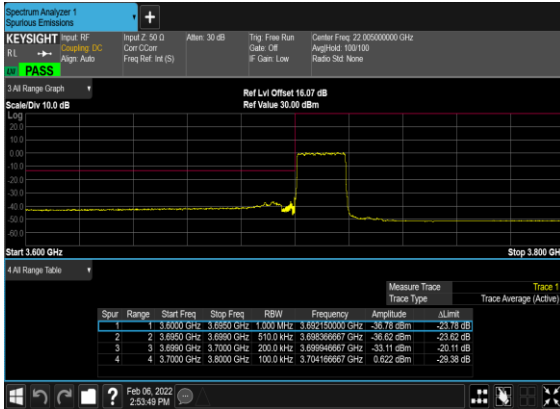 Spectrum Analyzer 1
Spurious Emissions
KEYSIGHT Input: RF Input Z: 50 Ω Atten: 30 dB Trig: Free Run Center Freq: 22.005000000 GHz
RL Coupling: DC Corr CCorr Gate: Off Avg|Hold: 100/100
Align: Auto Freq Ref: Int (S) IF Gain: Low Radio Std: None
PASS
3 All Range Graph
Ref Lvl Offset 16.07 dB
Scale/Div 10.0 dB Ref Value 30.00 dBm
Log
20.0
10.0
0.00
-10.0
-20.0
-30.0
-40.0
-50.0
-60.0
Start 3.600 GHz Stop 3.800 GH
4 All Range Table
Measure Trace Trace 1
Trace Type Trace Average (Active)
Spur Range Start Freq Stop Freq RBW Frequency Amplitude ΔLimit
1 1 3.6000 GHz 3.6950 GHz 1.000 MHz 3.692150000 GHz -36.78 dBm -23.78 dB
2 2 3.6950 GHz 3.6990 GHz 510.0 kHz 3.698366667 GHz -36.62 dBm -23.62 dB
3 3 3.6990 GHz 3.7000 GHz 200.0 kHz 3.699946667 GHz -33.11 dBm -20.11 dB
4 4 3.7000 GHz 3.8000 GHz 100.0 kHz 3.704166667 GHz 0.622 dBm -29.38 dB
Feb 06, 2022
2:53:49 PM